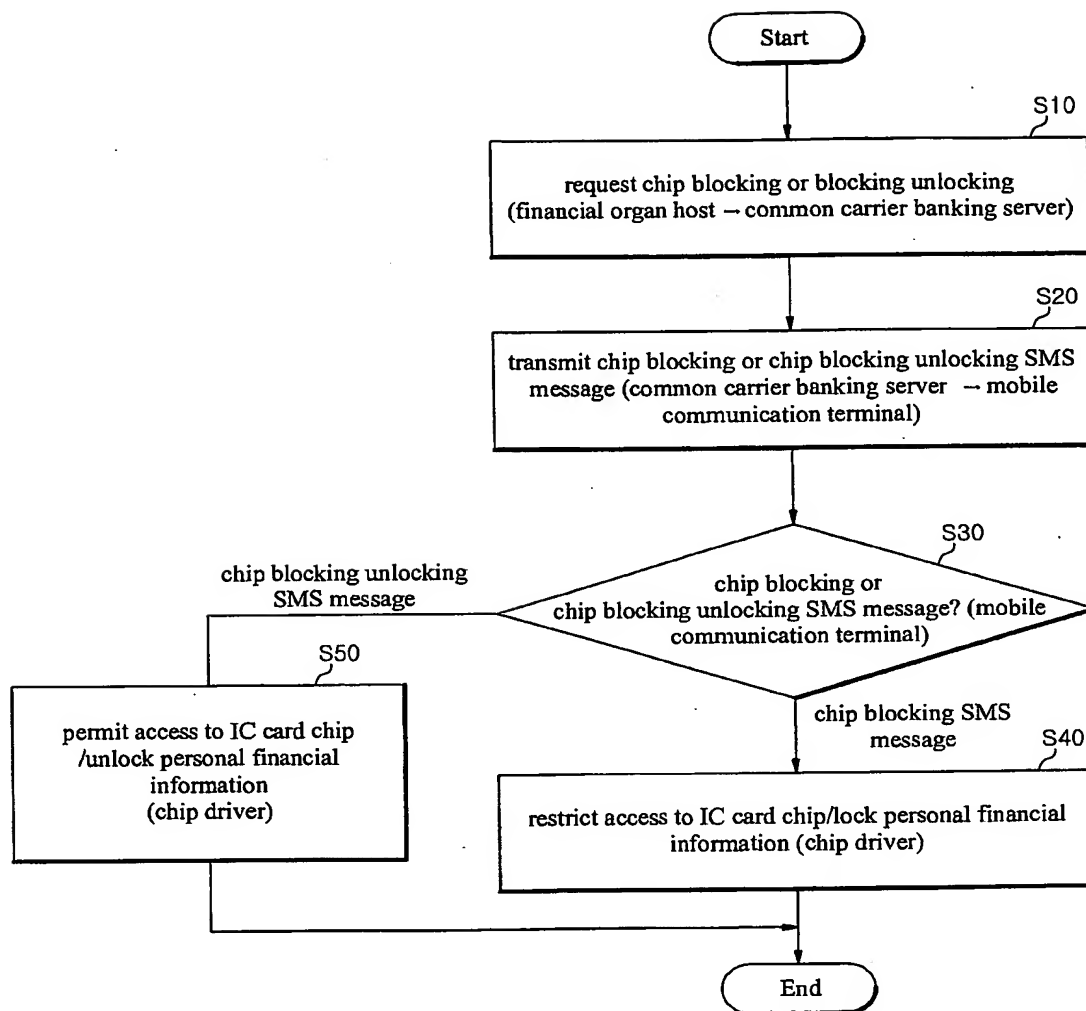 Start
S10
request chip blocking or blocking unlocking
(financial organ host → common carrier banking server)
S20
transmit chip blocking or chip blocking unlocking SMS
message (common carrier banking server → mobile
communication terminal)
S30
chip blocking or
chip blocking unlocking SMS message? (mobile
communication terminal)
chip blocking unlocking
SMS message
S50
permit access to IC card chip
/unlock personal financial
information
(chip driver)
chip blocking SMS
message
S40
restrict access to IC card chip/lock personal financial
information (chip driver)
End